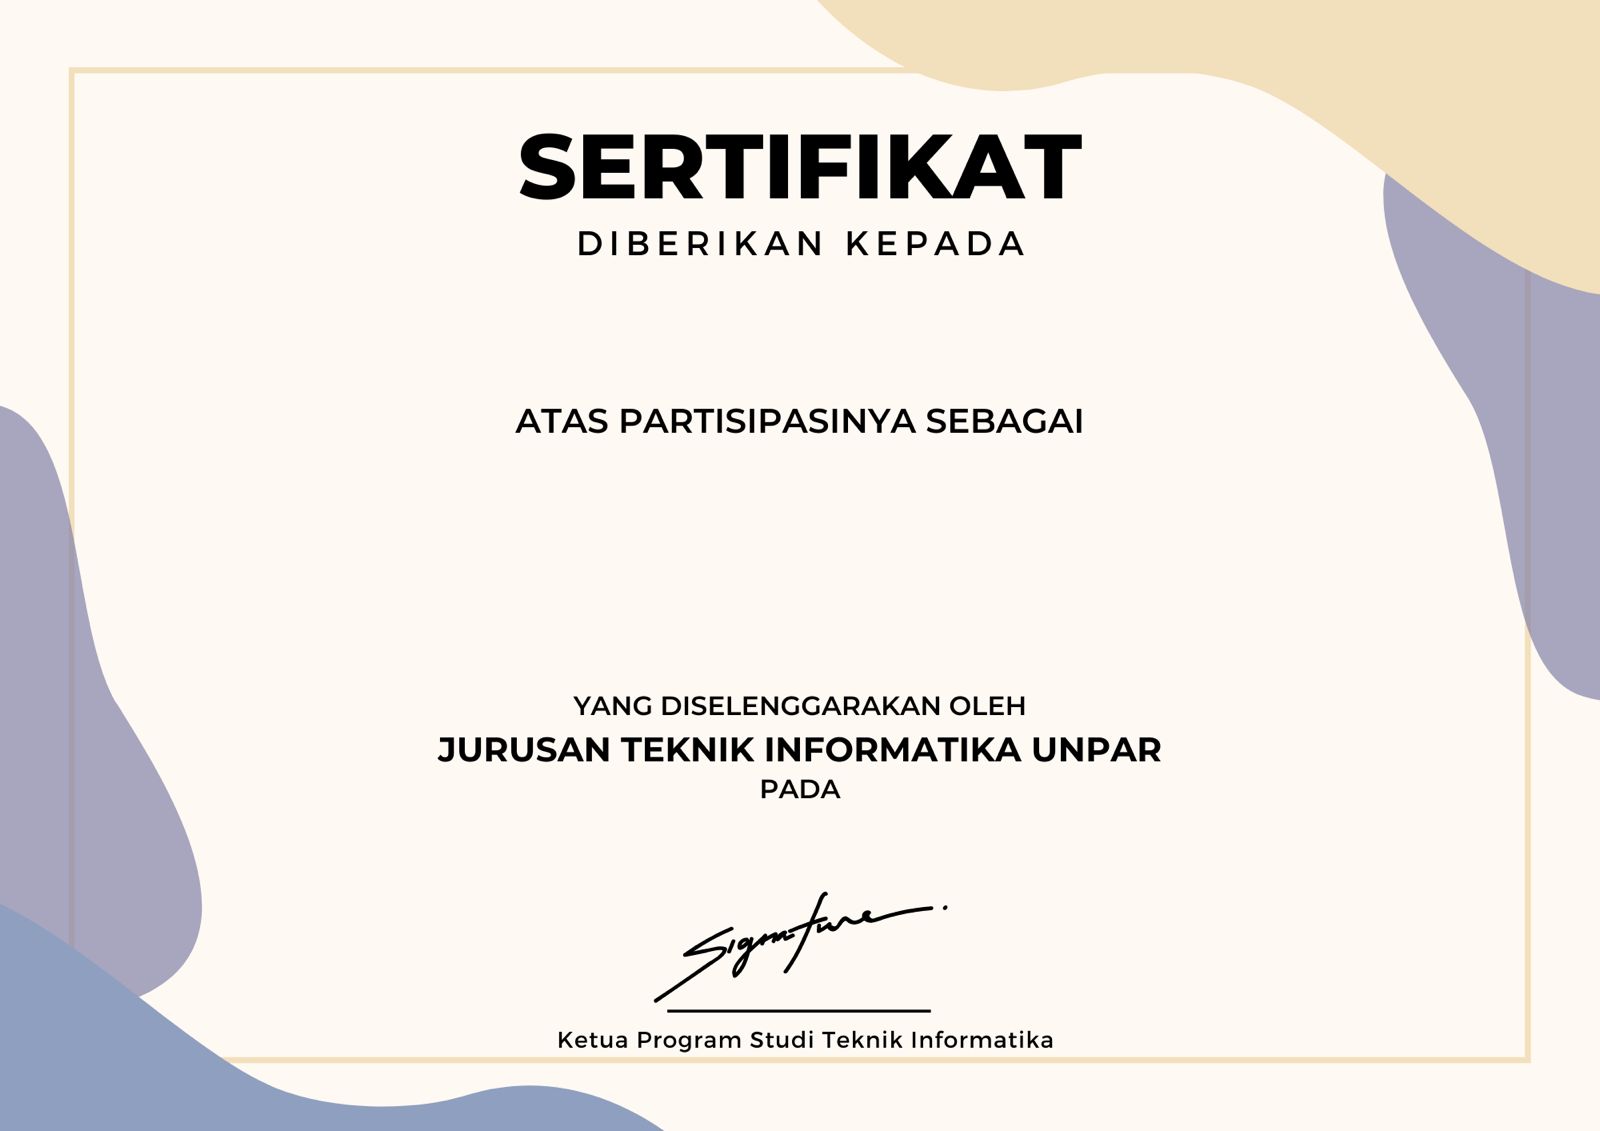 SERTIFIKAT
DIBERIKAN KEPADA
ATAS PARTISIPASINYA SEBAGAI
YANG DISELENGGARAKAN OLEH
JURUSAN TEKNIK INFORMATIKA UNPAR
PADA
Signature
Ketua Program Studi Teknik Informatika